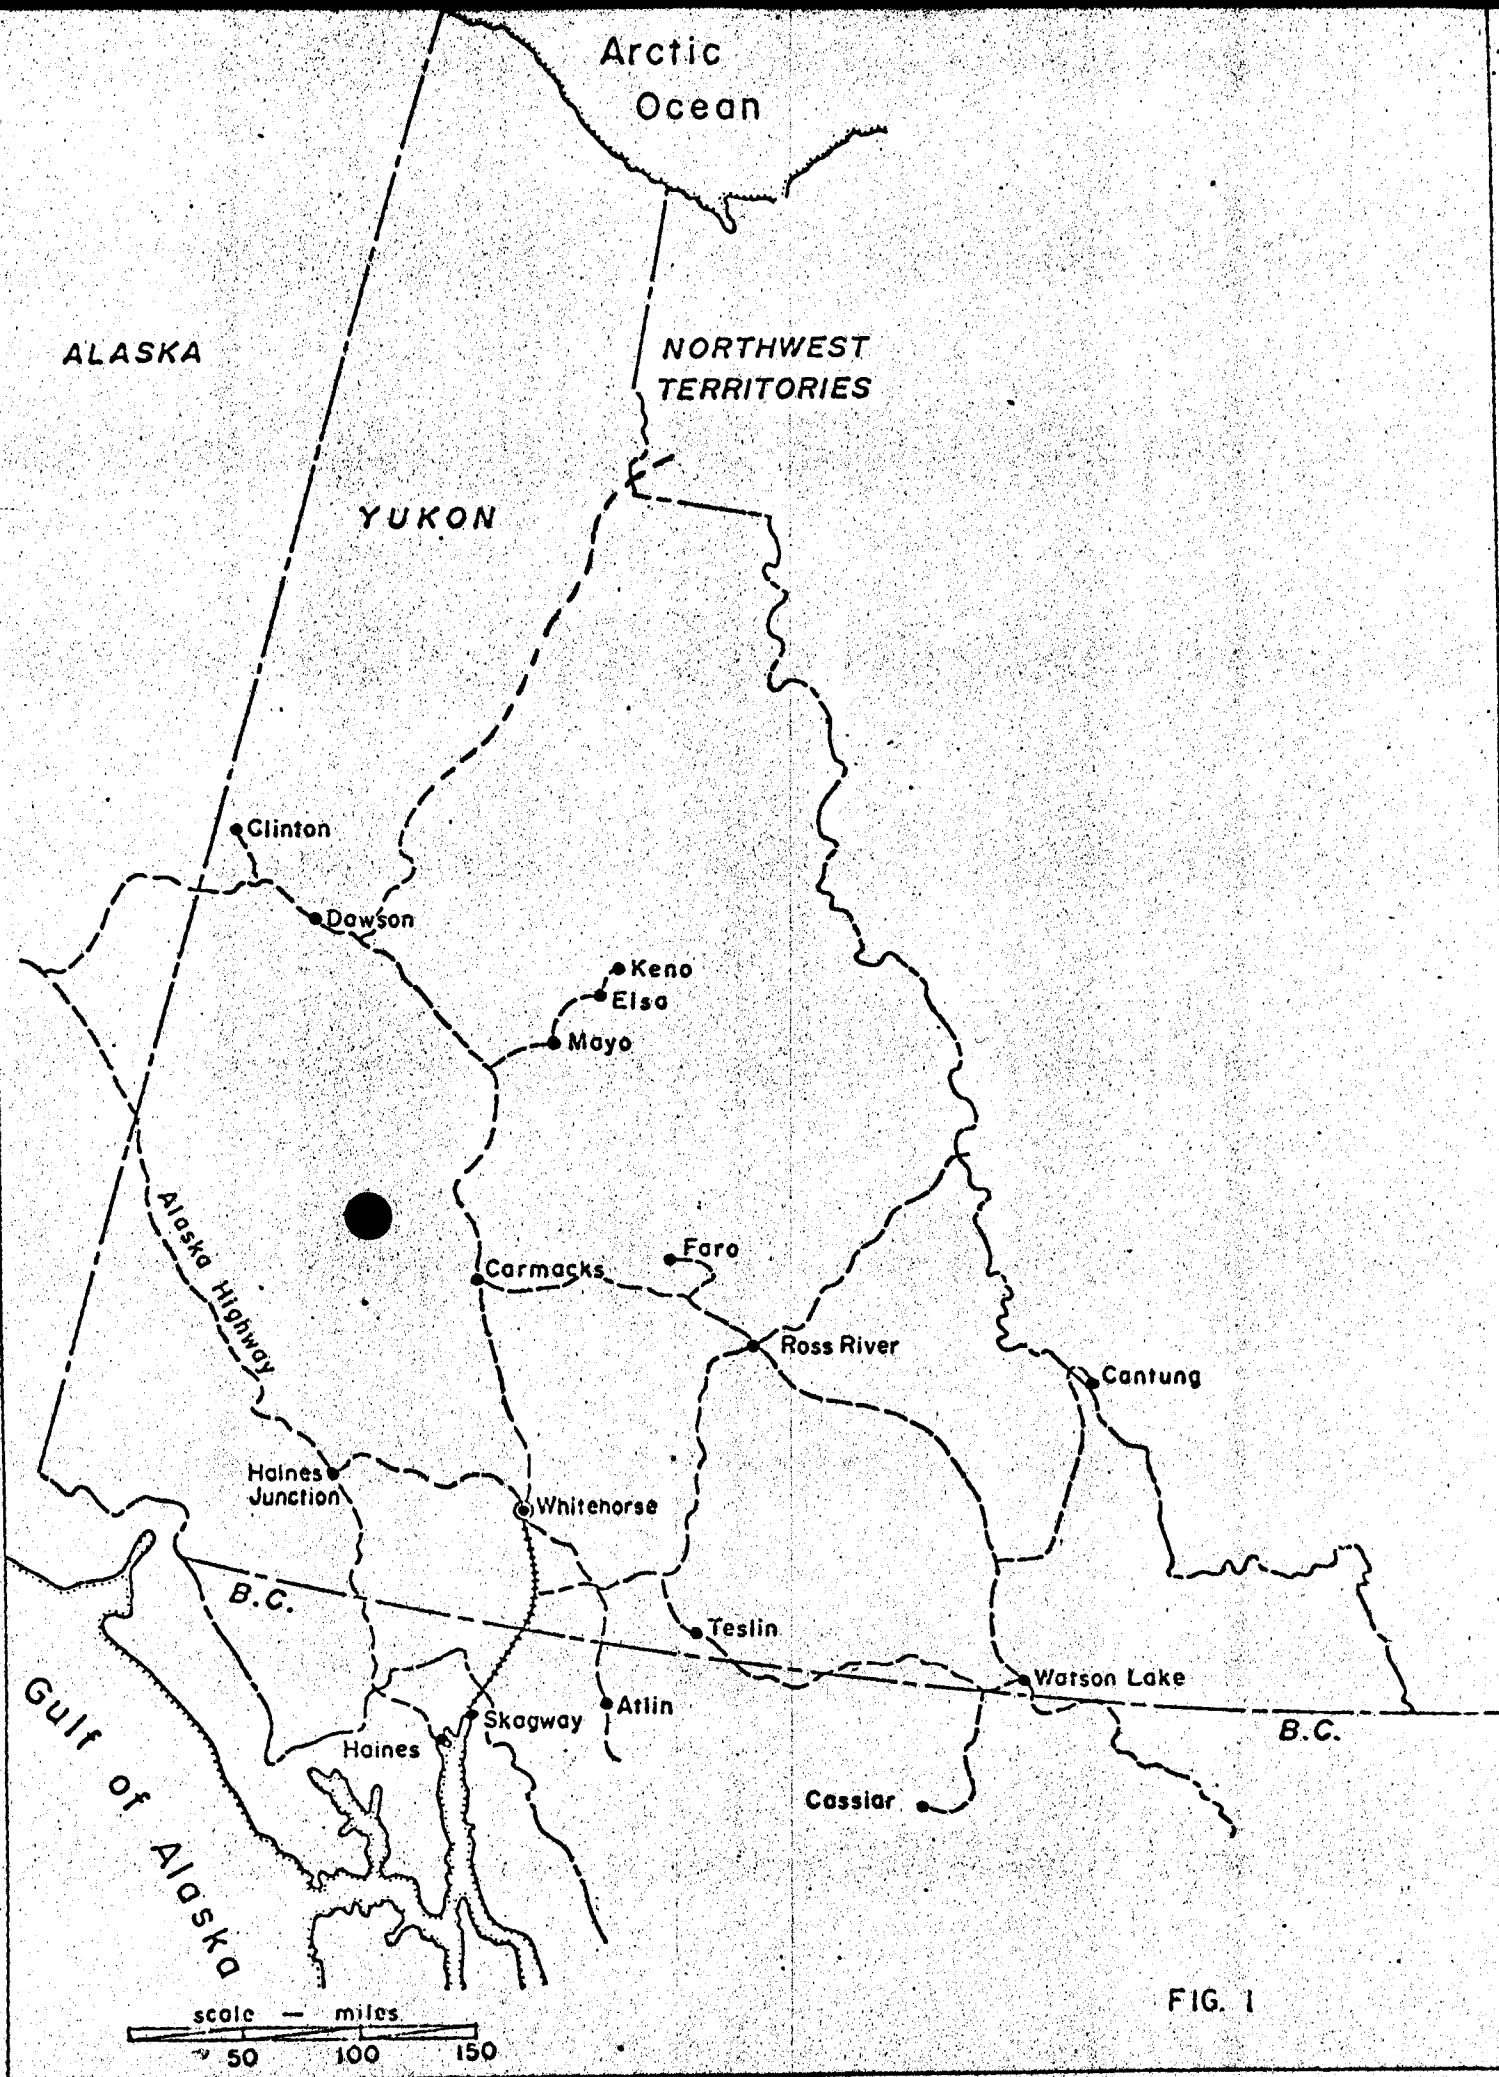 Arctic
Ocean
ALASKA
NORTHWEST
TERRITORIES
YUKON
Clinton
Dawson
Keno
Elsa
Mayo
Alaska Highway
Faro
Carmacks
Ross River
Cantung
Haines
Junction
Whitehorse
B.C.
Teslin
Watson Lake
Atlin
Skagway
Haines
B.C.
Cassiar
Gulf of Alaska
FIG. 1
scale — miles
50 100 150